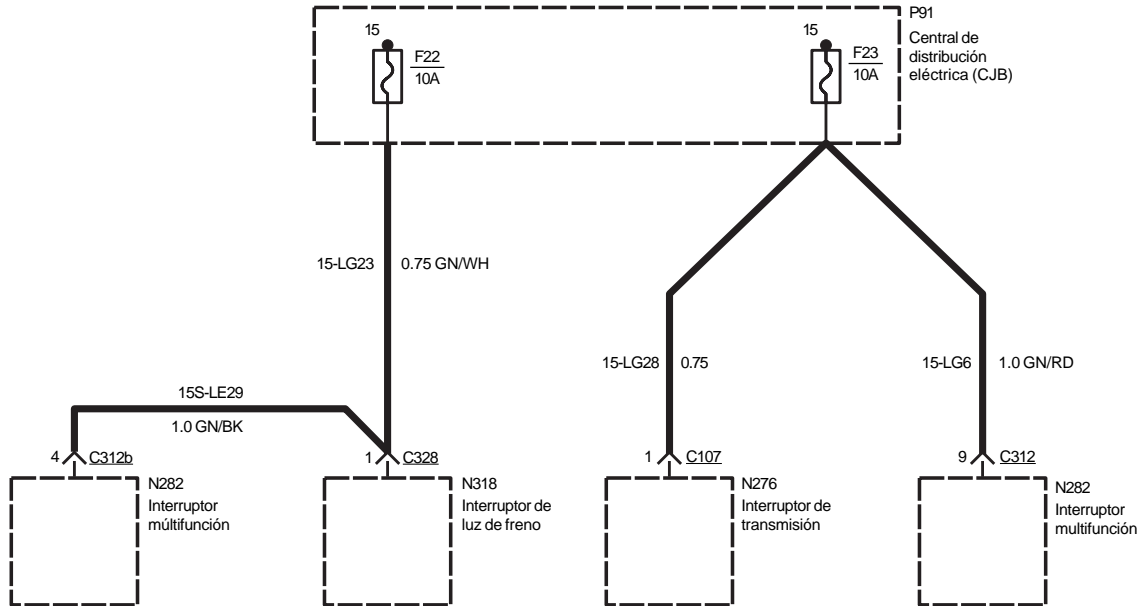 P91
Central de
distribución
eléctrica (CJB)
15
F22
10A
15
F23
10A
15-LG23
0.75 GN/WH
15-LG28
0.75
15-LG6
1.0 GN/RD
15S-LE29
1.0 GN/BK
4
C312b
1
C328
1
C107
9
C312
N282
Interruptor
múltifunción
N318
Interruptor de
luz de freno
N276
Interruptor de
transmisión
N282
Interruptor
multifunción